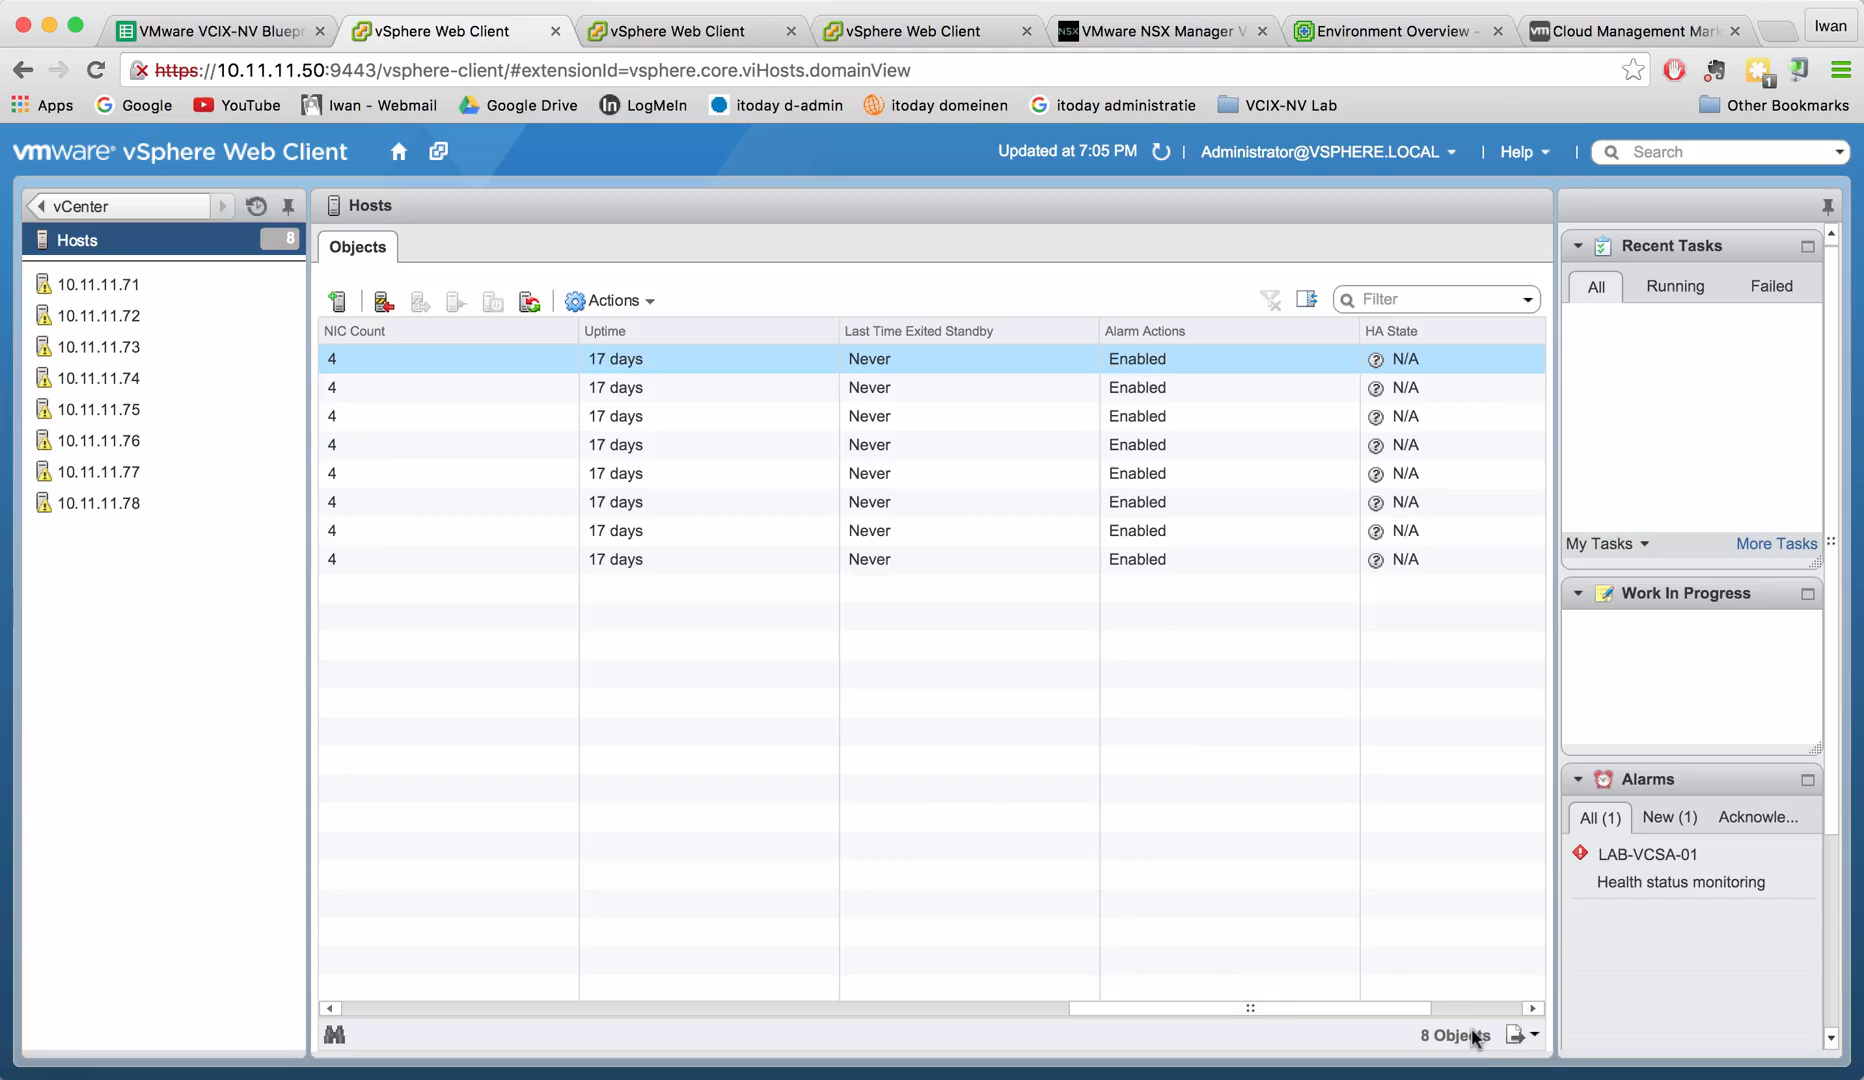 VMware VCIX-NV Bluep
vSphere Web Client
vSphere Web Client
vSphere Web Client
NSX
VMware NSX Manager V
Environment Overview -
vm
Cloud Management Mark
Iwan
https://10.11.11.50:9443/vsphere-client/#extensionId=vsphere.core.viHosts.domainView
1
Apps
Google
YouTube
Iwan - Webmail
Google Drive
LogMeIn
itoday d-admin
itoday domeinen
itoday administratie
VCIX-NV Lab
Other Bookmarks
vmware® vSphere Web Client
Updated at 7:05 PM
Administrator@VSPHERE.LOCAL
Help
Search
vCenter
Hosts 8
10.11.11.71
10.11.11.72
10.11.11.73
10.11.11.74
10.11.11.75
10.11.11.76
10.11.11.77
10.11.11.78
Hosts
Objects
Actions
Filter
NIC Count Uptime Last Time Exited Standby Alarm Actions HA State
4 17 days Never Enabled N/A
4 17 days Never Enabled N/A
4 17 days Never Enabled N/A
4 17 days Never Enabled N/A
4 17 days Never Enabled N/A
4 17 days Never Enabled N/A
4 17 days Never Enabled N/A
4 17 days Never Enabled N/A
8 Objects
Recent Tasks
All Running Failed
My Tasks More Tasks
Work In Progress
Alarms
All (1) New (1) Acknowle...
LAB-VCSA-01
Health status monitoring